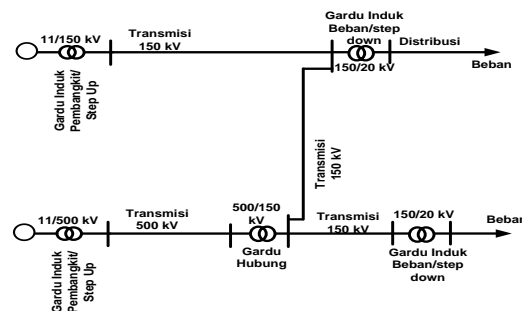 Transmisi
150 kV
11/150 kV
Gardu Induk
Pembangkit/
Step Up
Gardu Induk
Beban/step
down
150/20 kV
Distribusi
Beban
Transmisi
150 kV
11/500 kV
Gardu Induk
Pembangkit/
Step Up
Transmisi
500 kV
500/150
kV
Gardu
Hubung
Transmisi
150 kV
150/20 kV
Gardu Induk
Beban/step
down
Beban